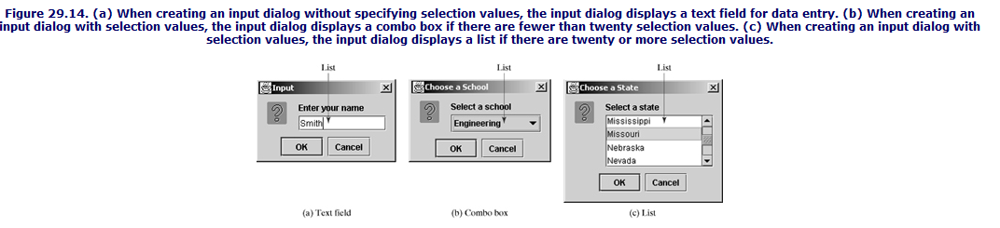 Figure 29.14. (a) When creating an input dialog without specifying selection values, the input dialog displays a text field for data entry. (b) When creating an
input dialog with selection values, the input dialog displays a combo box if there are fewer than twenty selection values. (c) When creating an input dialog with
selection values, the input dialog displays a list if there are twenty or more selection values.
List
List
List
Input
Enter your name
Smith
OK Cancel
Choose a School
Select a school
Engineering
OK Cancel
Choose a State
Select a state
Mississippi
Missouri
Nebraska
Nevada
OK Cancel
(a) Text field
(b) Combo box
(c) List